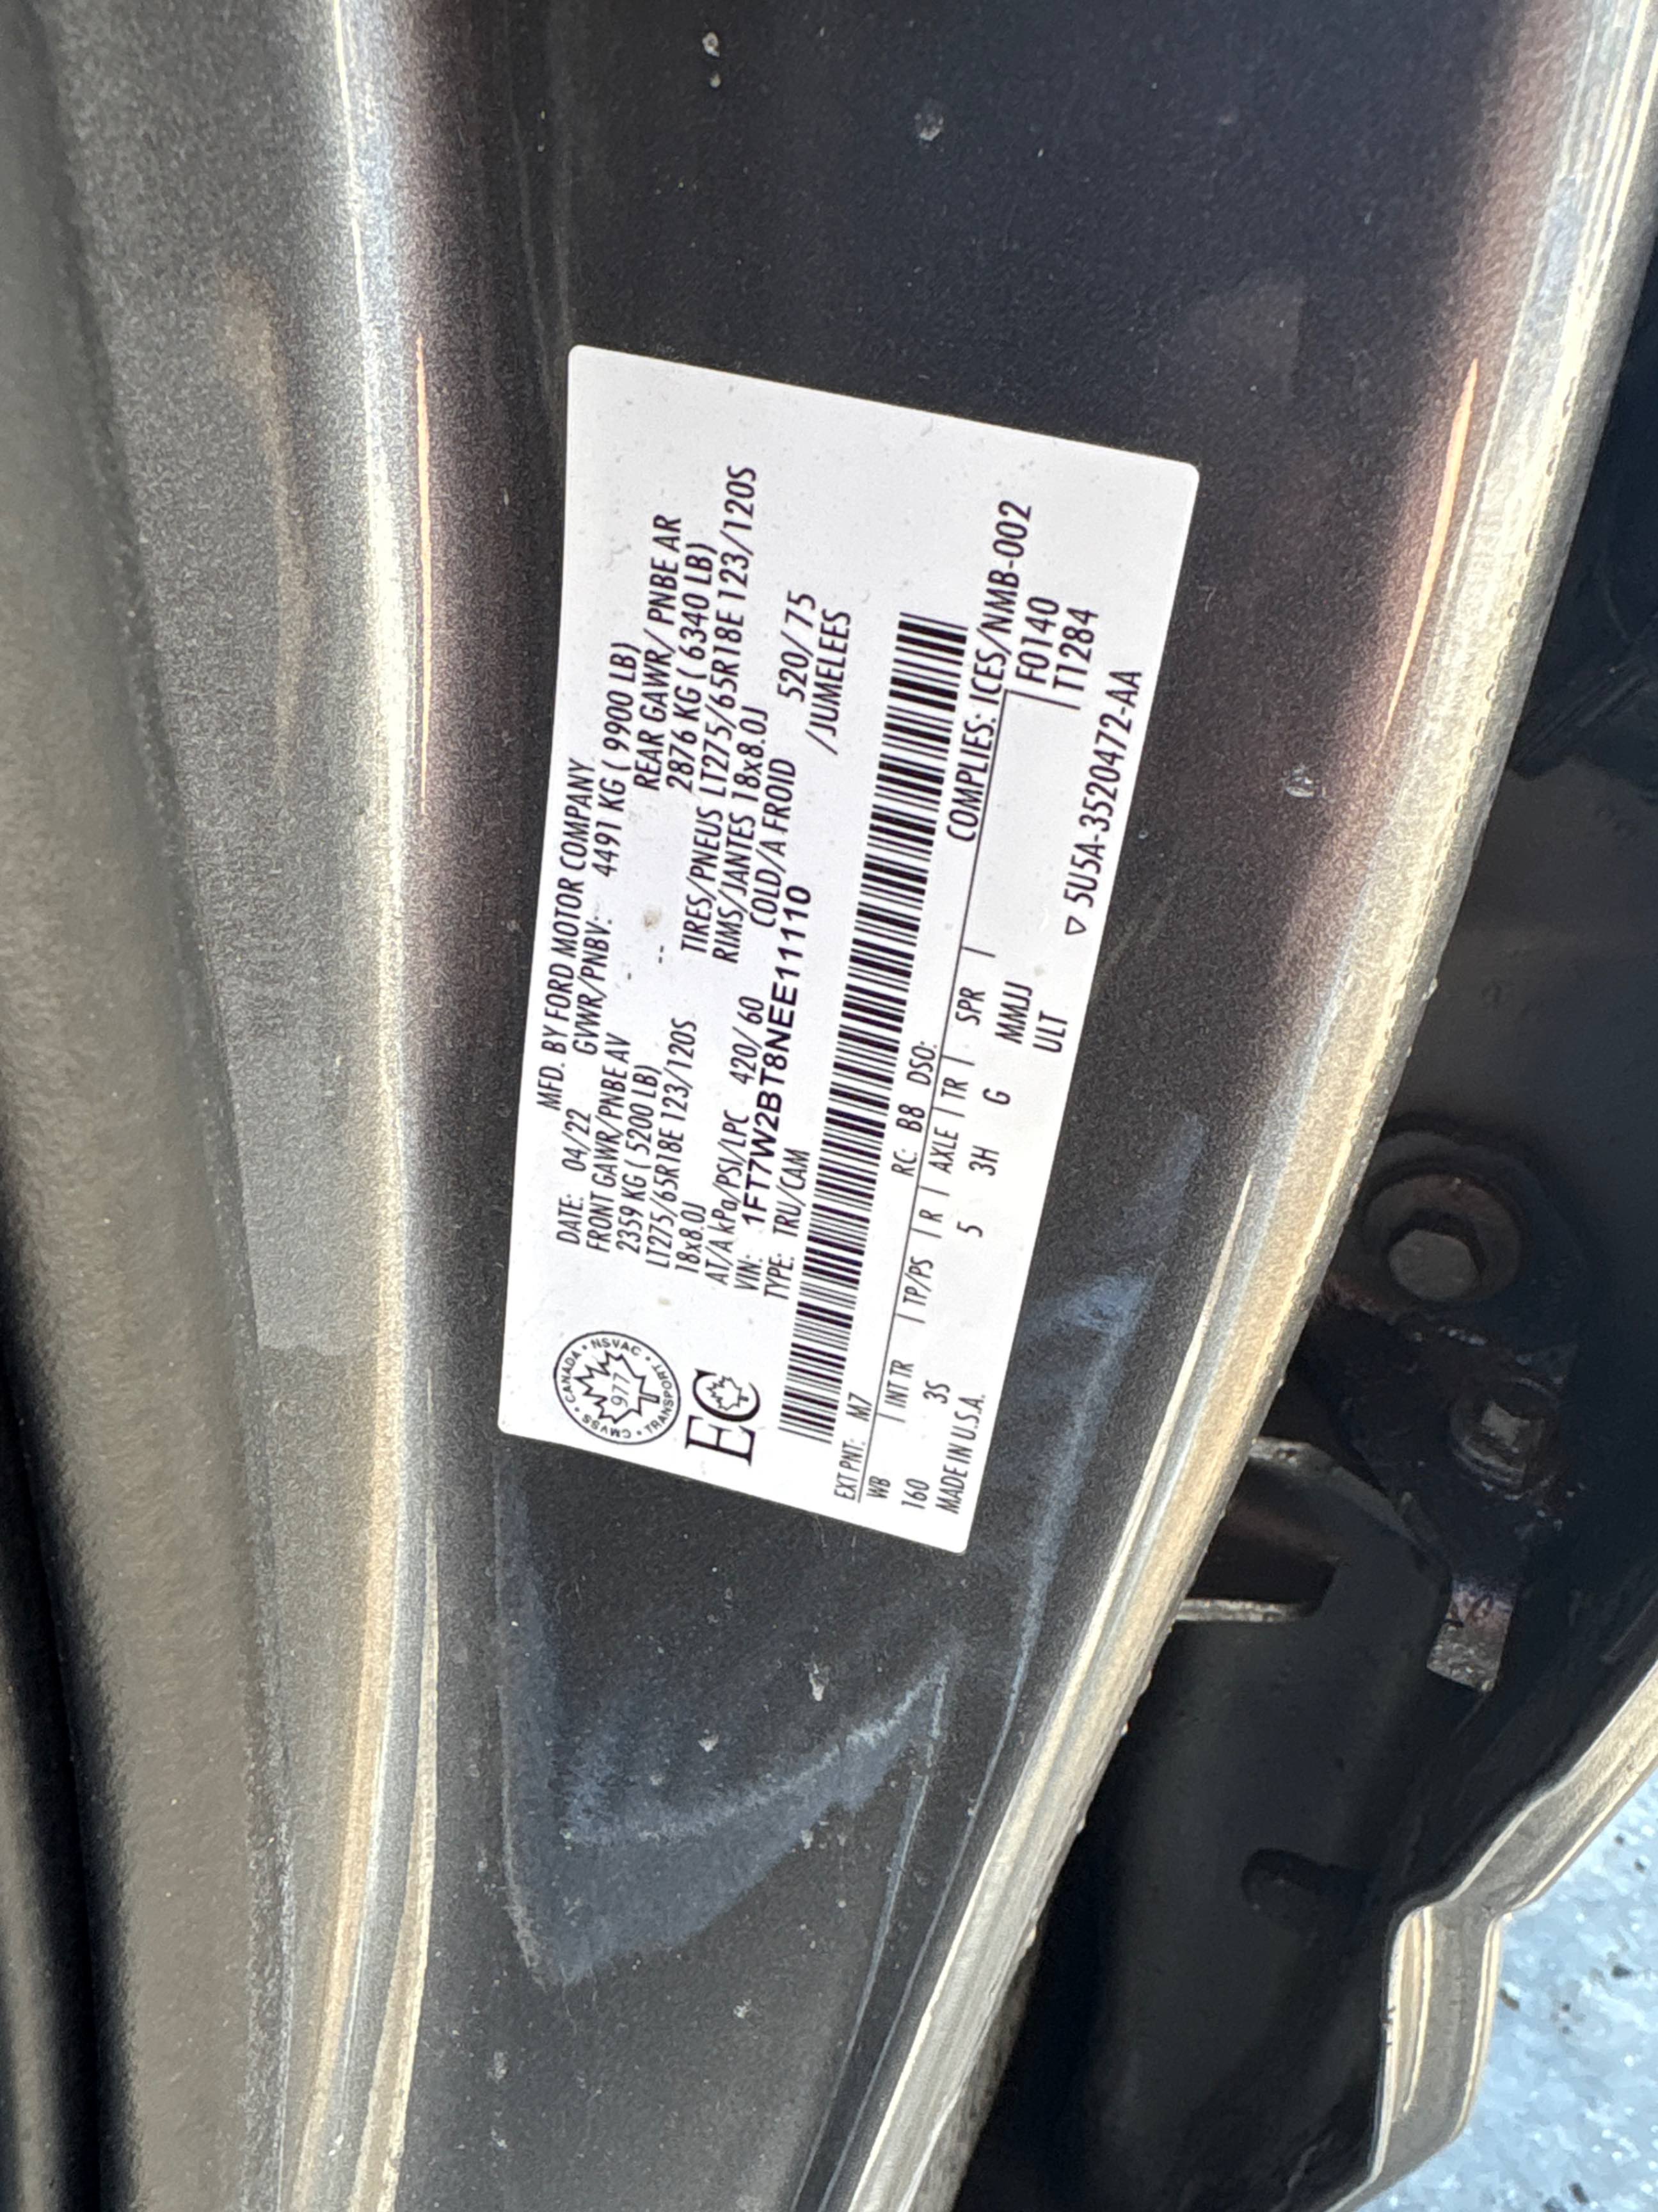 MFD. BY FORD MOTOR COMPANY
DATE: 04/22 GVWR/PNBV: 4491 KG ( 9900 LB)
FRONT GAWR/PNBE AV REAR GAWR/ PNBE AR
2359 KG ( 5200 LB) -- 2876 KG ( 6340 LB)
LT275/65R18E 123/120S TIRES/PNEUS LT275/65R18E 123/120S
18x8.0J RIMS/JANTES 18x8.0J
AT/A kPa/PSI/LPC 420/ 60 COLD/A FROID 520/ 75
VIN: 1FT7W2BT8NEE11110 /JUMELEES
TYPE: TRU/CAM
CANADA • NSVAC • TRANSPORT • CMVSS •
977
EC
EXT PNT: M7 RC: B8 DSO: COMPLIES: ICES/NMB-002
WB | INT TR | TP/PS | R | AXLE | TR | SPR | | F0140
160 3S 5 3H G MMJJ | T1284
MADE IN U.S.A. ULT ▽ 5U5A-3520472-AA